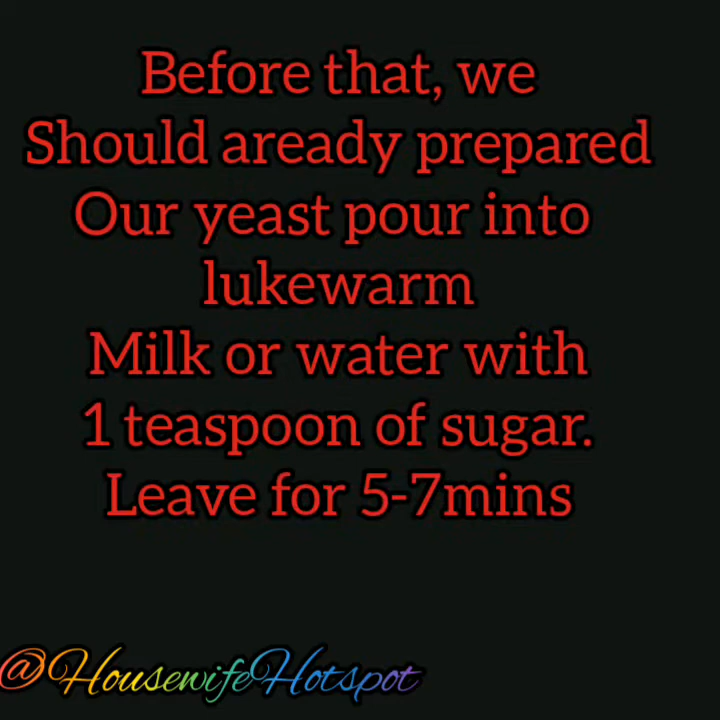 Before that, we
Should aready prepared
Our yeast pour into
lukewarm
Milk or water with
1 teaspoon of sugar.
Leave for 5-7mins
@HousewifeHotspot